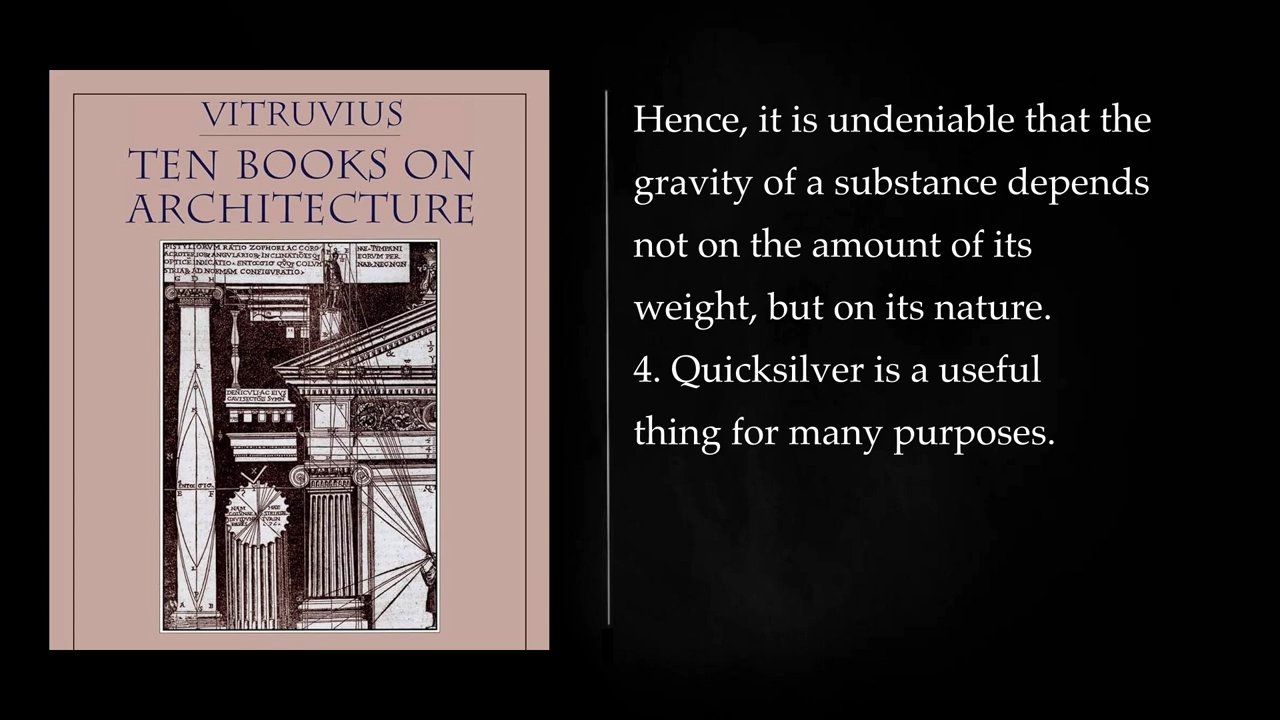 VITRUVIUS
TEN BOOKS ON
ARCHITECTURE
Hence, it is undeniable that the
gravity of a substance depends
not on the amount of its
weight, but on its nature.
4. Quicksilver is a useful
thing for many purposes.